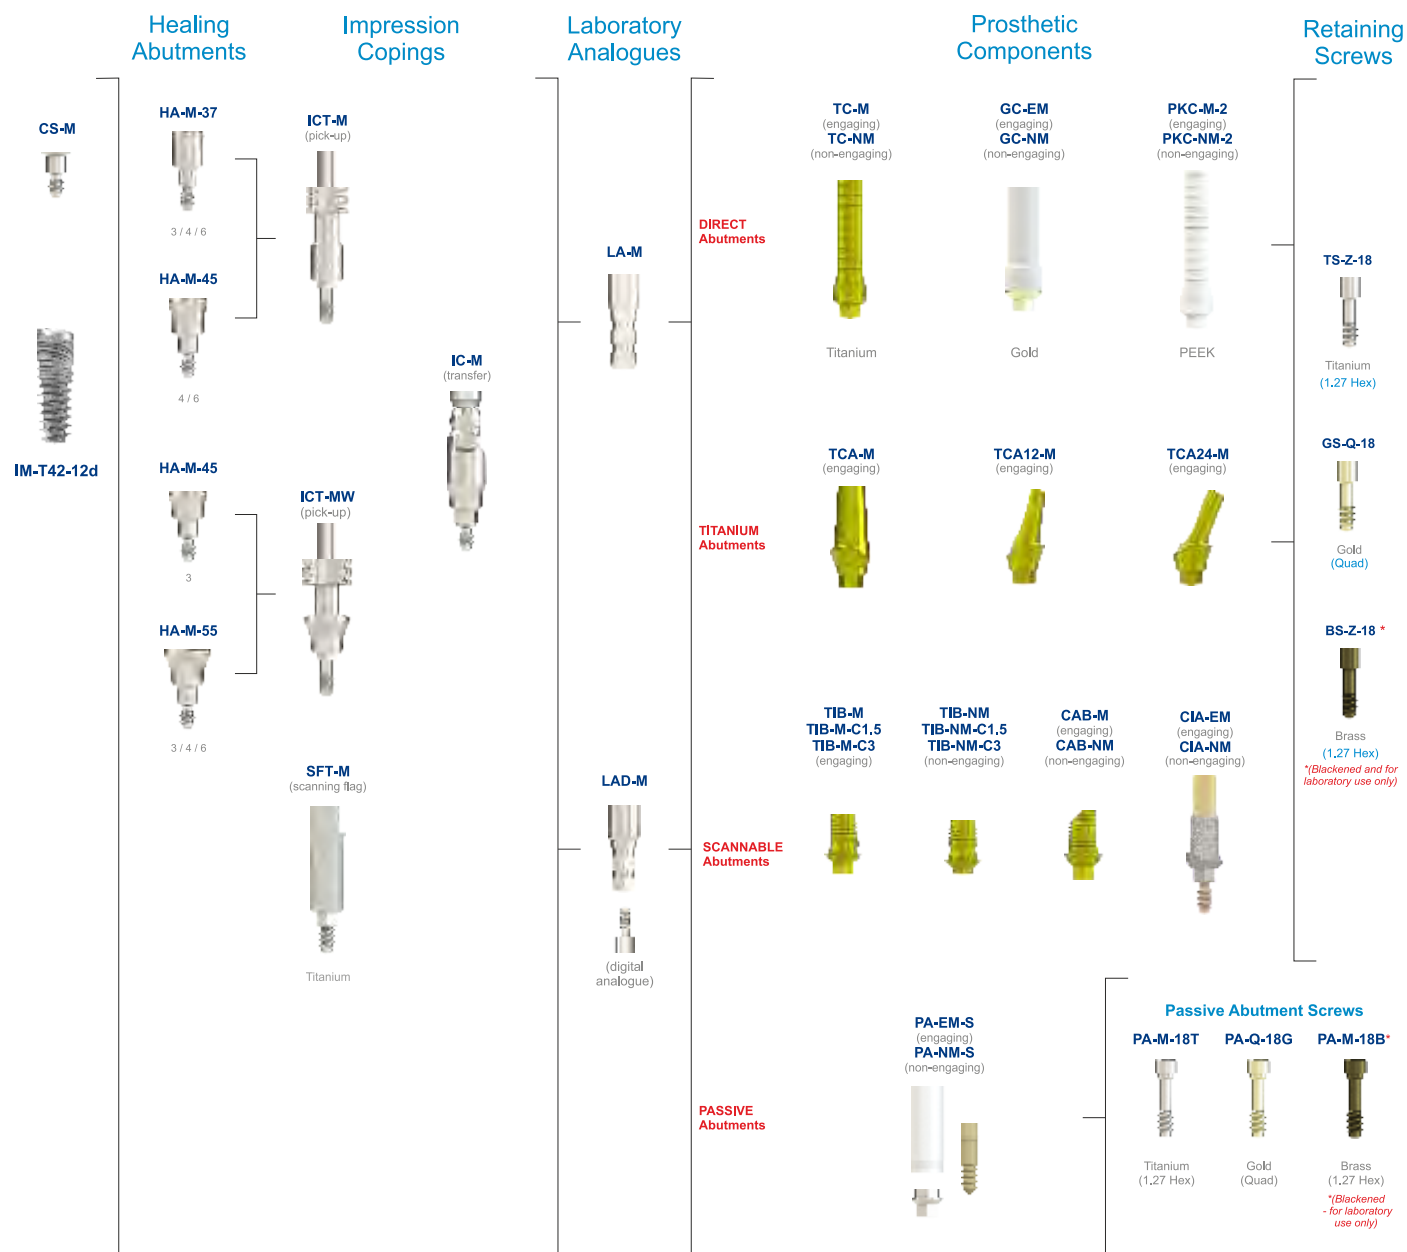 Healing
Abutments
Impression
Copings
Laboratory
Analogues
Prosthetic
Components
Retaining
Screws
CS-M
IM-T42-12d
HA-M-37
3 / 4 / 6
HA-M-45
4 / 6
HA-M-45
3
HA-M-55
3 / 4 / 6
ICT-M
(pick-up)
IC-M
(transfer)
ICT-MW
(pick-up)
SFT-M
(scanning flag)
Titanium
LA-M
LAD-M
(digital
analogue)
DIRECT
Abutments
TC-M
(engaging)
TC-NM
(non-engaging)
Titanium
GC-EM
(engaging)
GC-NM
(non-engaging)
Gold
PKC-M-2
(engaging)
PKC-NM-2
(non-engaging)
PEEK
TITANIUM
Abutments
TCA-M
(engaging)
TCA12-M
(engaging)
TCA24-M
(engaging)
SCANNABLE
Abutments
TIB-M
TIB-M-C1.5
TIB-M-C3
(engaging)
TIB-NM
TIB-NM-C1.5
TIB-NM-C3
(non-engaging)
CAB-M
(engaging)
CAB-NM
(non-engaging)
CIA-EM
(engaging)
CIA-NM
(non-engaging)
PASSIVE
Abutments
PA-EM-S
(engaging)
PA-NM-S
(non-engaging)
TS-Z-18
Titanium
(1.27 Hex)
GS-Q-18
Gold
(Quad)
BS-Z-18 *
Brass
(1.27 Hex)
*(Blackened and for
laboratory use only)
Passive Abutment Screws
PA-M-18T
Titanium
(1.27 Hex)
PA-Q-18G
Gold
(Quad)
PA-M-18B*
Brass
(1.27 Hex)
*(Blackened
- for laboratory
use only)